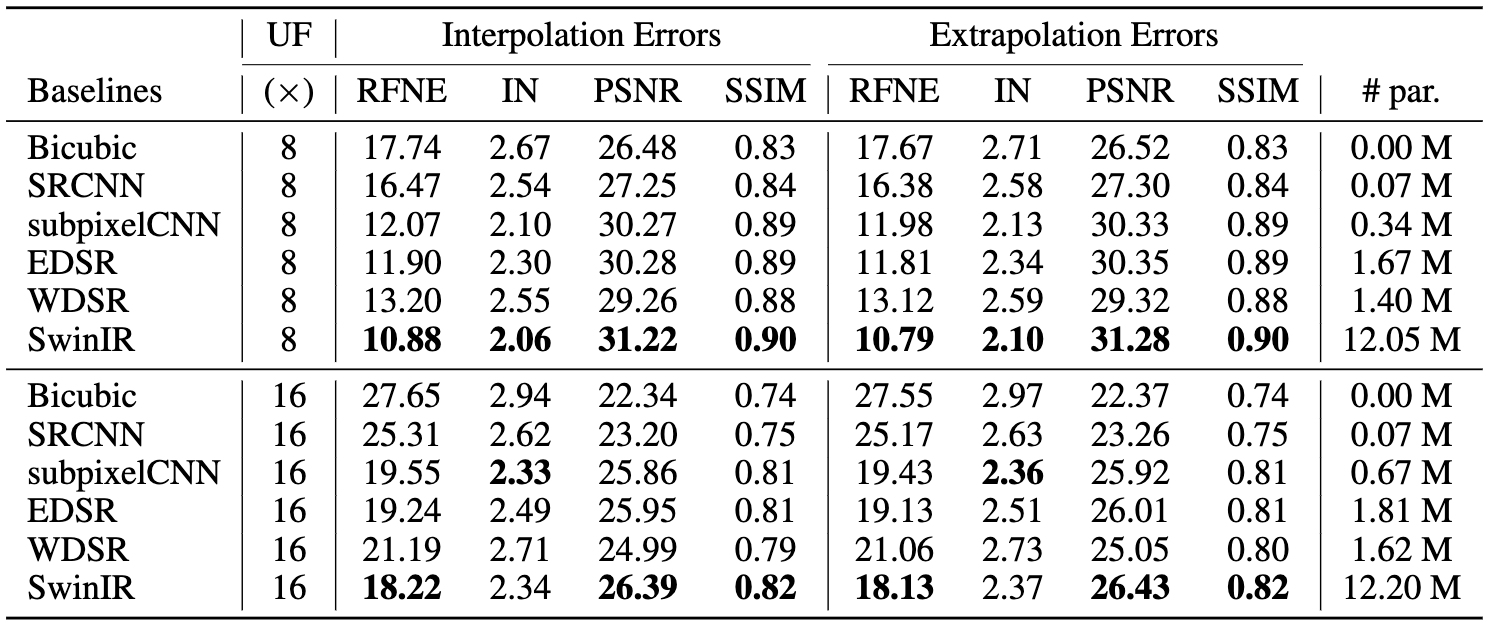 UF Interpolation Errors Extrapolation Errors
Baselines (×) RFNE IN PSNR SSIM RFNE IN PSNR SSIM # par.
Bicubic 8 17.74 2.67 26.48 0.83 17.67 2.71 26.52 0.83 0.00 M
SRCNN 8 16.47 2.54 27.25 0.84 16.38 2.58 27.30 0.84 0.07 M
subpixelCNN 8 12.07 2.10 30.27 0.89 11.98 2.13 30.33 0.89 0.34 M
EDSR 8 11.90 2.30 30.28 0.89 11.81 2.34 30.35 0.89 1.67 M
WDSR 8 13.20 2.55 29.26 0.88 13.12 2.59 29.32 0.88 1.40 M
SwinIR 8 10.88 2.06 31.22 0.90 10.79 2.10 31.28 0.90 12.05 M
Bicubic 16 27.65 2.94 22.34 0.74 27.55 2.97 22.37 0.74 0.00 M
SRCNN 16 25.31 2.62 23.20 0.75 25.17 2.63 23.26 0.75 0.07 M
subpixelCNN 16 19.55 2.33 25.86 0.81 19.43 2.36 25.92 0.81 0.67 M
EDSR 16 19.24 2.49 25.95 0.81 19.13 2.51 26.01 0.81 1.81 M
WDSR 16 21.19 2.71 24.99 0.79 21.06 2.73 25.05 0.80 1.62 M
SwinIR 16 18.22 2.34 26.39 0.82 18.13 2.37 26.43 0.82 12.20 M